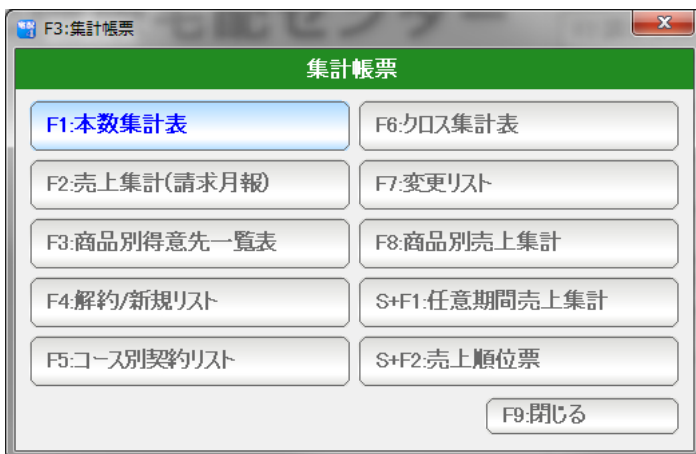 F3:集計帳票
集計帳票
F1:本数集計表
F2:売上集計(請求月報)
F3:商品別得意先一覧表
F4:解約/新規リスト
F5:コース別契約リスト
F6:クロス集計表
F7:変更リスト
F8:商品別売上集計
S+F1:任意期間売上集計
S+F2:売上順位票
F9:閉じる